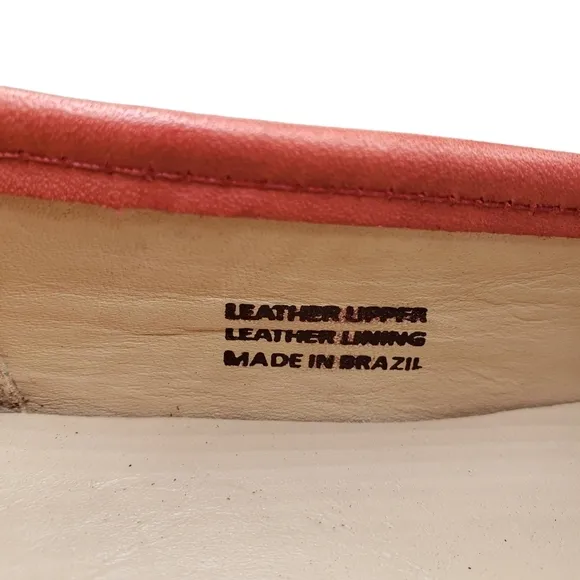 LEATHER UPPER
LEATHER LINING
MADE IN BRAZIL